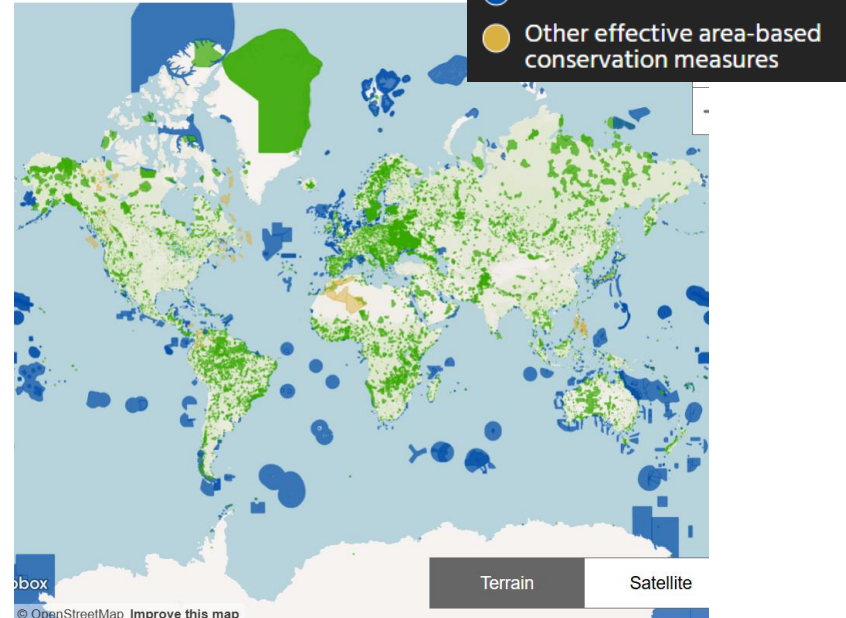 Other effective area-based
conservation measures
Terrain
Satellite
© OpenStreetMap Improve this map